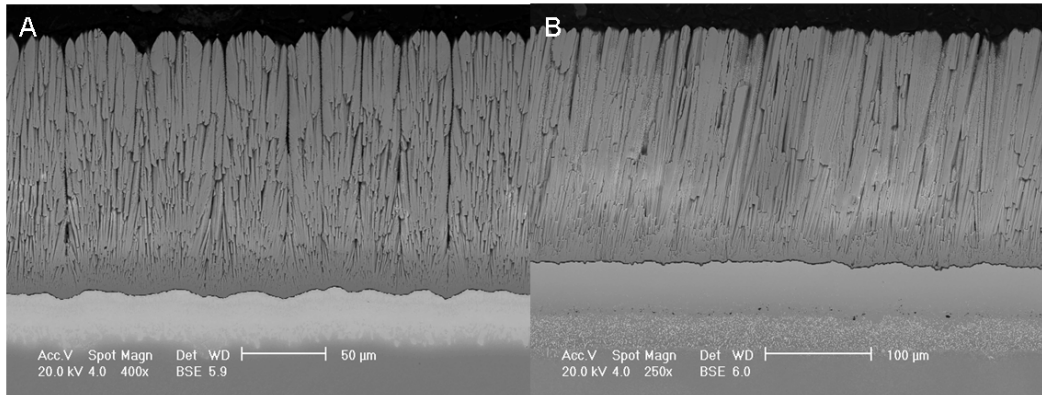 A
B
Acc.V Spot Magn Det WD 50 µm
20.0 kV 4.0 400x BSE 5.9
Acc.V Spot Magn Det WD 100 µm
20.0 kV 4.0 250x BSE 6.0